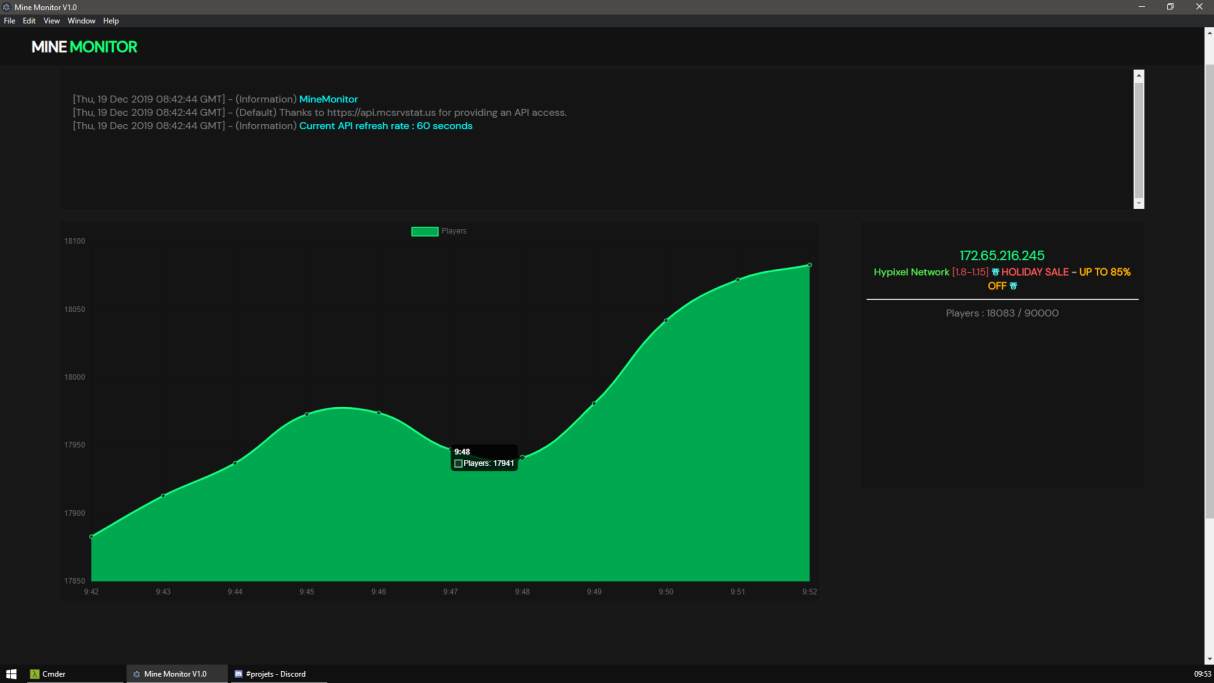 Mine Monitor V1.0
File Edit View Window Help
MINE MONITOR
[Thu, 19 Dec 2019 08:42:44 GMT] - (Information) MineMonitor
[Thu, 19 Dec 2019 08:42:44 GMT] - (Default) Thanks to https://api.mcsrvstat.us for providing an API access.
[Thu, 19 Dec 2019 08:42:44 GMT] - (Information) Current API refresh rate : 60 seconds
Players
18100
18050
18000
17950
17900
17850
9:48
Players: 17941
9:42 9:43 9:44 9:45 9:46 9:47 9:48 9:49 9:50 9:51 9:52
172.65.216.245
Hypixel Network [1.8-1.15] HOLIDAY SALE - UP TO 85%
OFF
Players : 18083 / 90000
Cmder Mine Monitor V1.0 #projets - Discord 09:53